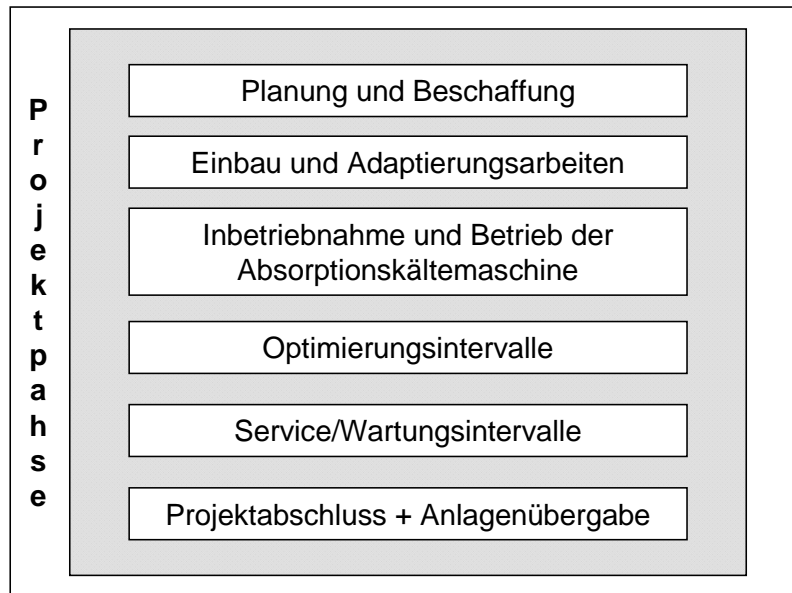 Projektpahse
Planung und Beschaffung
Einbau und Adaptierungsarbeiten
Inbetriebnahme und Betrieb der
Absorptionskältemaschine
Optimierungsintervalle
Service/Wartungsintervalle
Projektabschluss + Anlagenübergabe